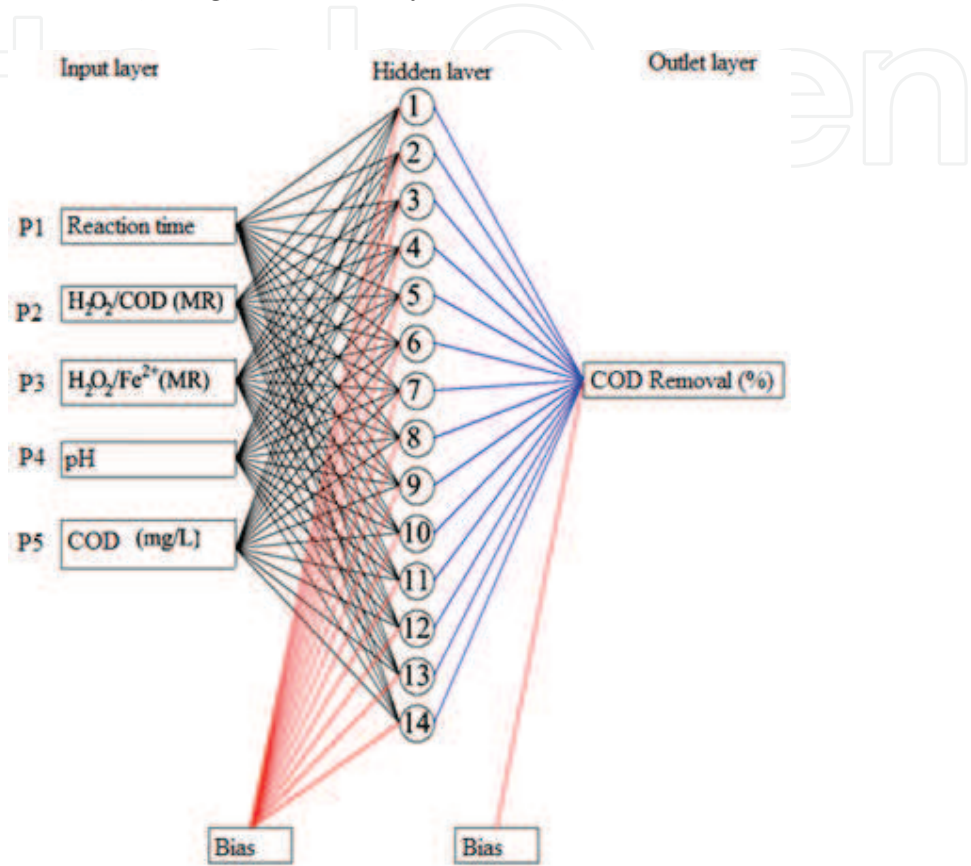 Input layer
Hidden laver
Outlet layer
P1 Reaction time
P2 H₂O₂/COD (MR)
P3 H₂O₂/Fe²⁺(MR)
P4 pH
P5 COD (mg/L}
1
2
3
4
5
6
7
8
9
10
11
12
13
14
COD Removal (%)
Bias
Bias